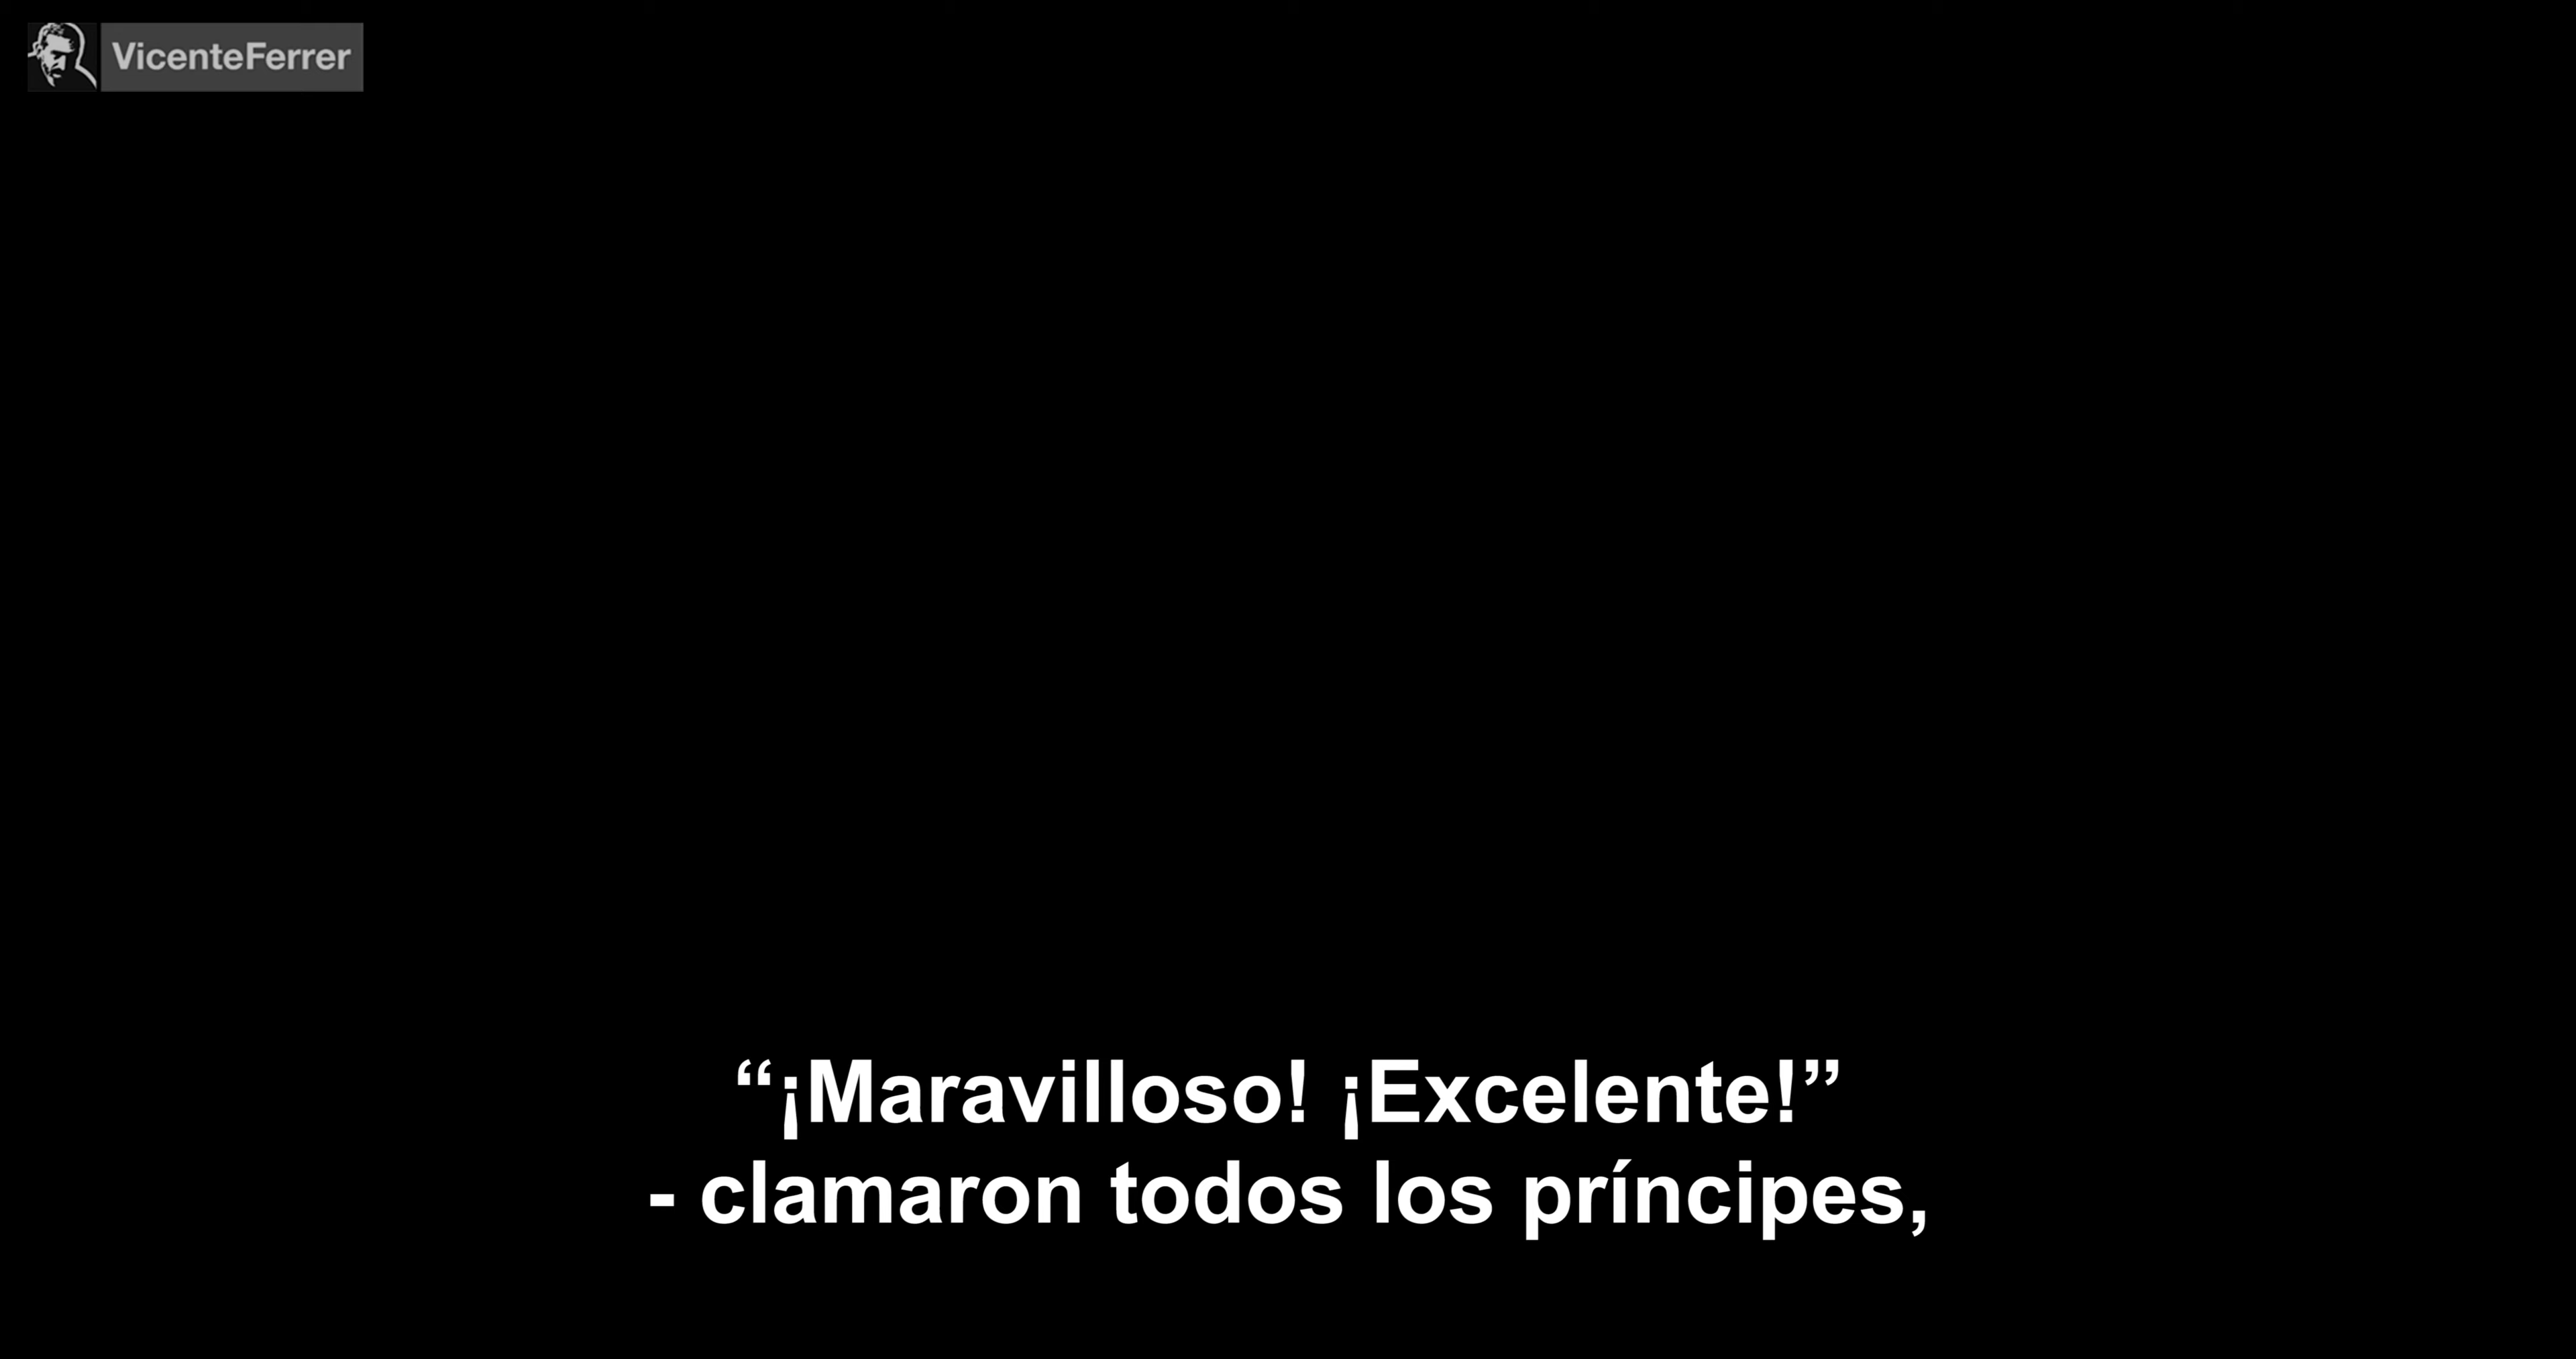 VicenteFerrer
“¡Maravilloso! ¡Excelente!”
- clamaron todos los príncipes,